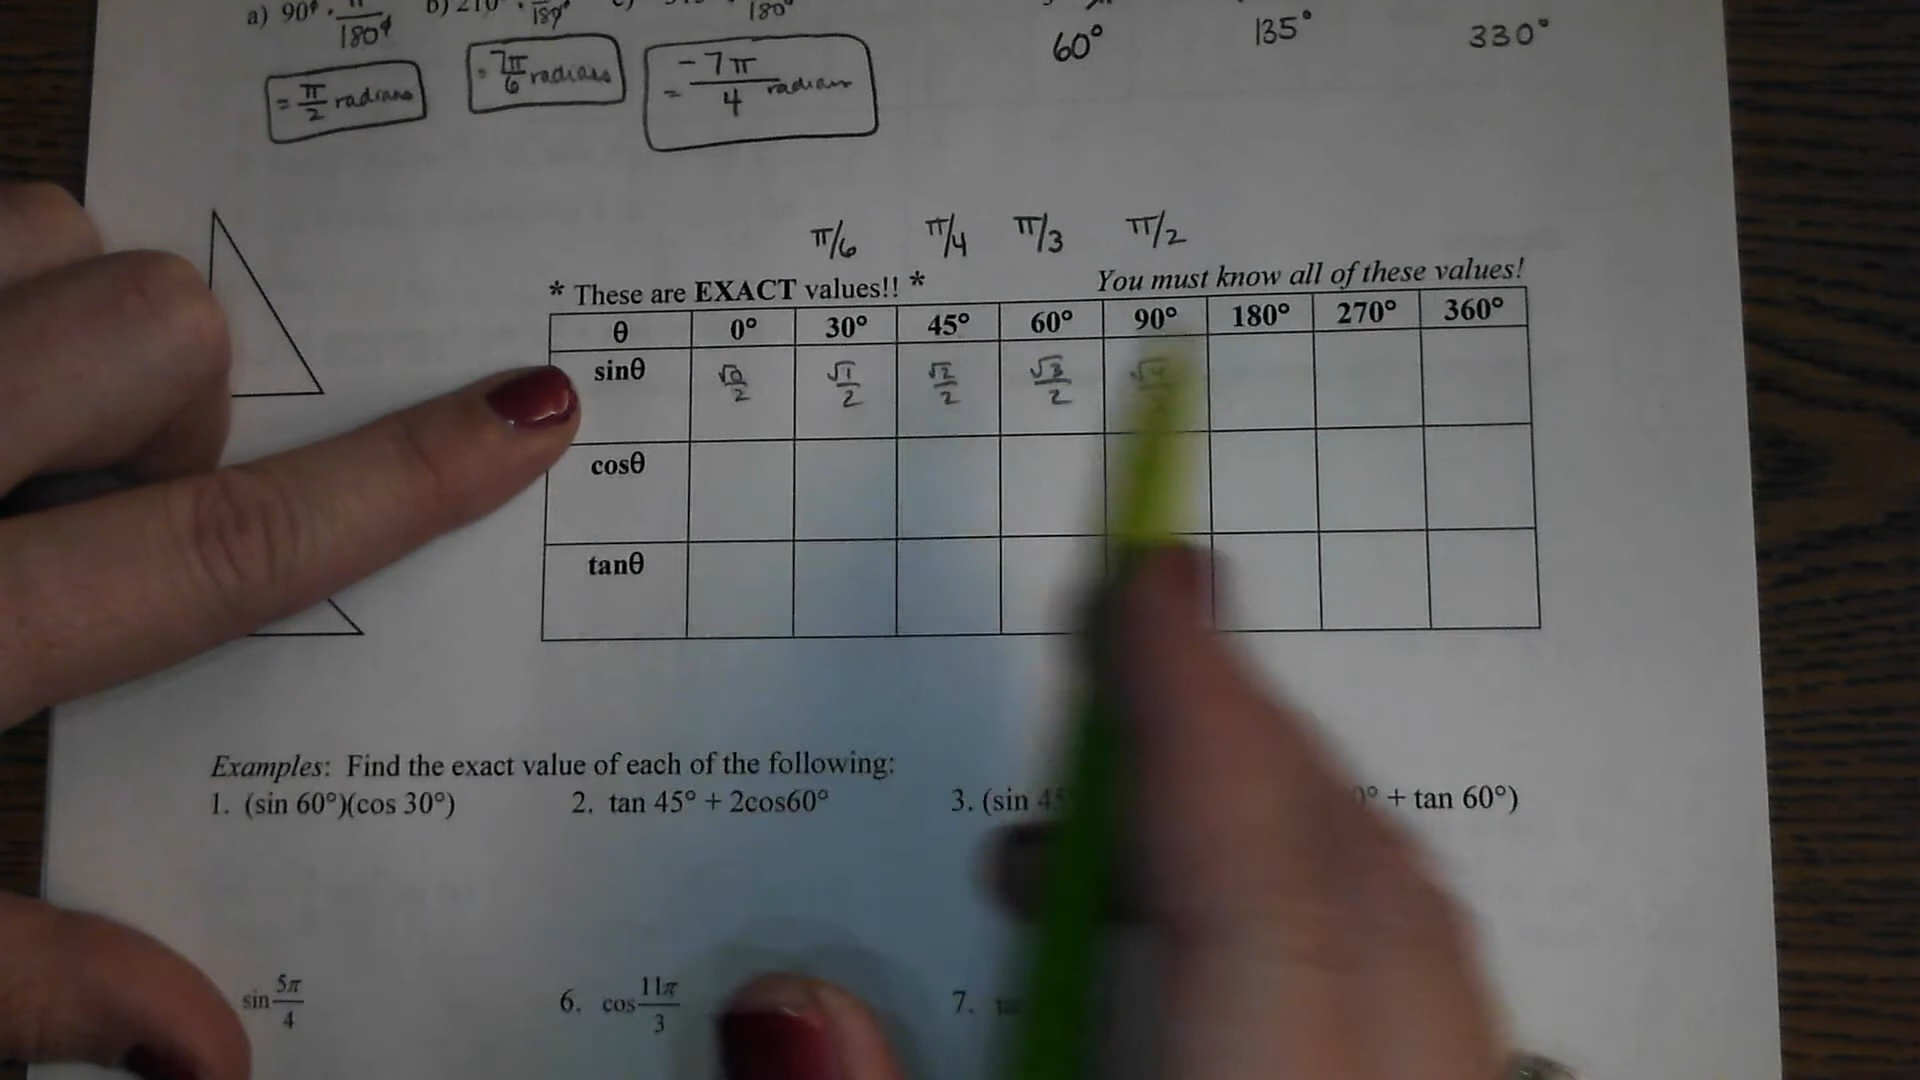 a) 90° · π/180°
180°
= π/2 radians
= 7π/6 radians
= -7π/4 radians
60°
135°
330°
π/6 π/4 π/3 π/2
* These are EXACT values!! *
You must know all of these values!
θ 0° 30° 45° 60° 90° 180° 270° 360°
sinθ √0/2 √1/2 √2/2 √3/2
cosθ
tanθ
Examples: Find the exact value of each of the following:
1. (sin 60°)(cos 30°)
2. tan 45° + 2cos60°
3. (sin 45
+ tan 60°)
sin 5π/4
6. cos 11π/3
7.